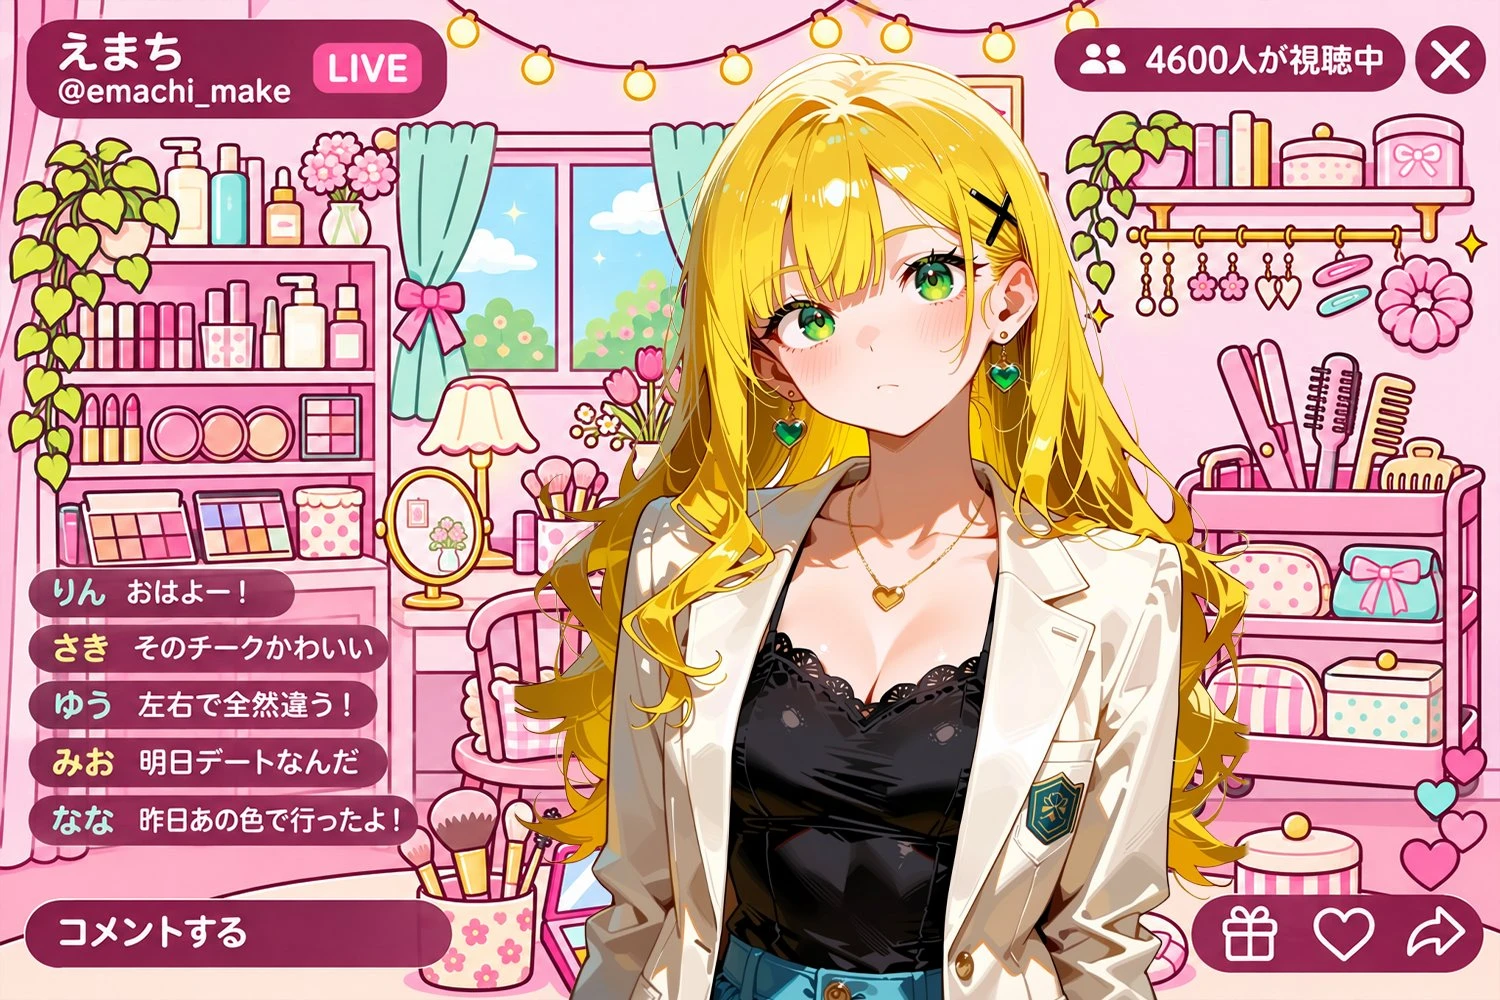 えまち
@emachi_make
LIVE
4600人が視聴中
りん おはよー！
さき そのチークかわいい
ゆう 左右で全然違う！
みお 明日デートなんだ
なな 昨日あの色で行ったよ！
コメントする